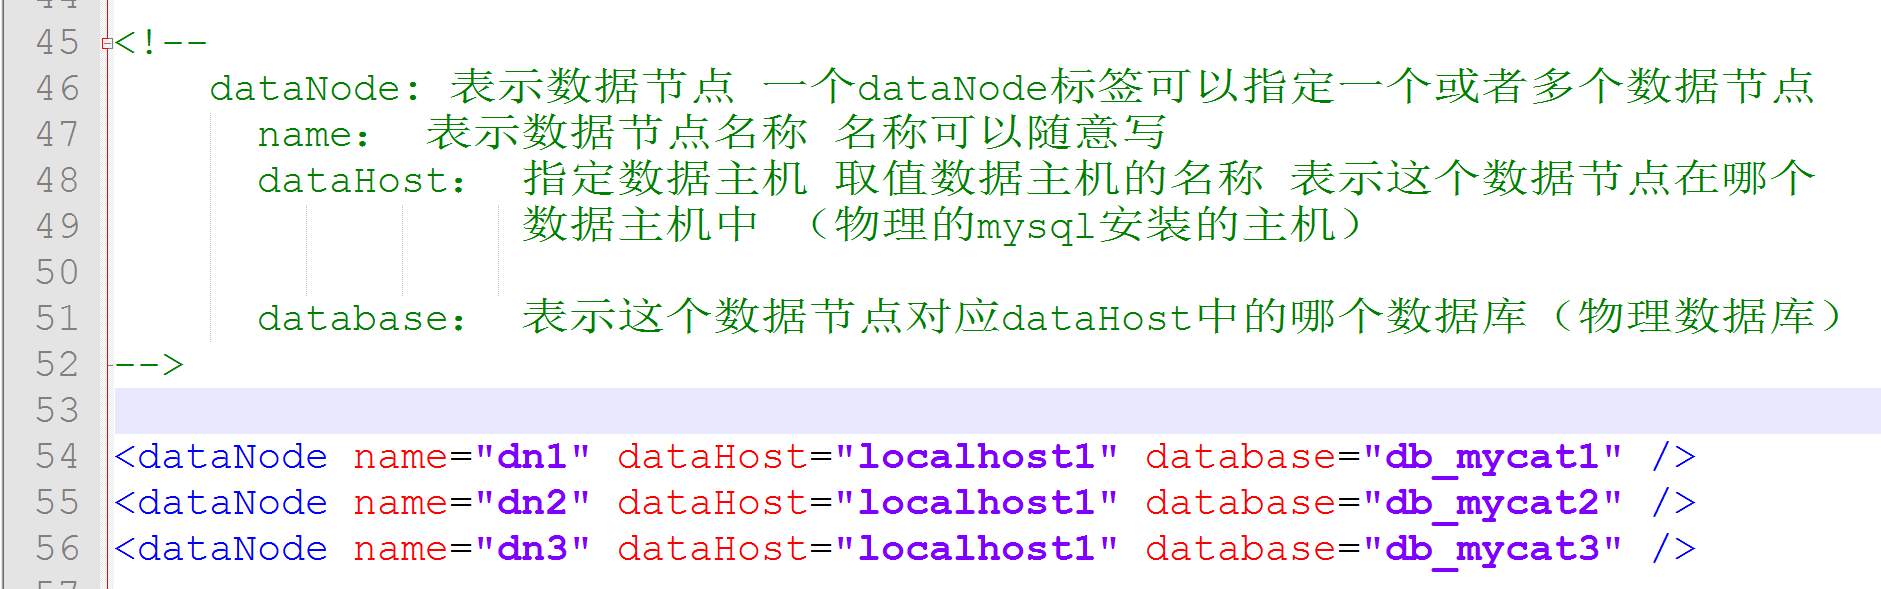 45 <!--
46 dataNode: 表示数据节点 一个dataNode标签可以指定一个或者多个数据节点
47 name: 表示数据节点名称 名称可以随意写
48 dataHost: 指定数据主机 取值数据主机的名称 表示这个数据节点在哪个
49 数据主机中 （物理的mysql安装的主机）
50
51 database: 表示这个数据节点对应dataHost中的哪个数据库（物理数据库）
52 -->
53
54 <dataNode name="dn1" dataHost="localhost1" database="db_mycat1" />
55 <dataNode name="dn2" dataHost="localhost1" database="db_mycat2" />
56 <dataNode name="dn3" dataHost="localhost1" database="db_mycat3" />